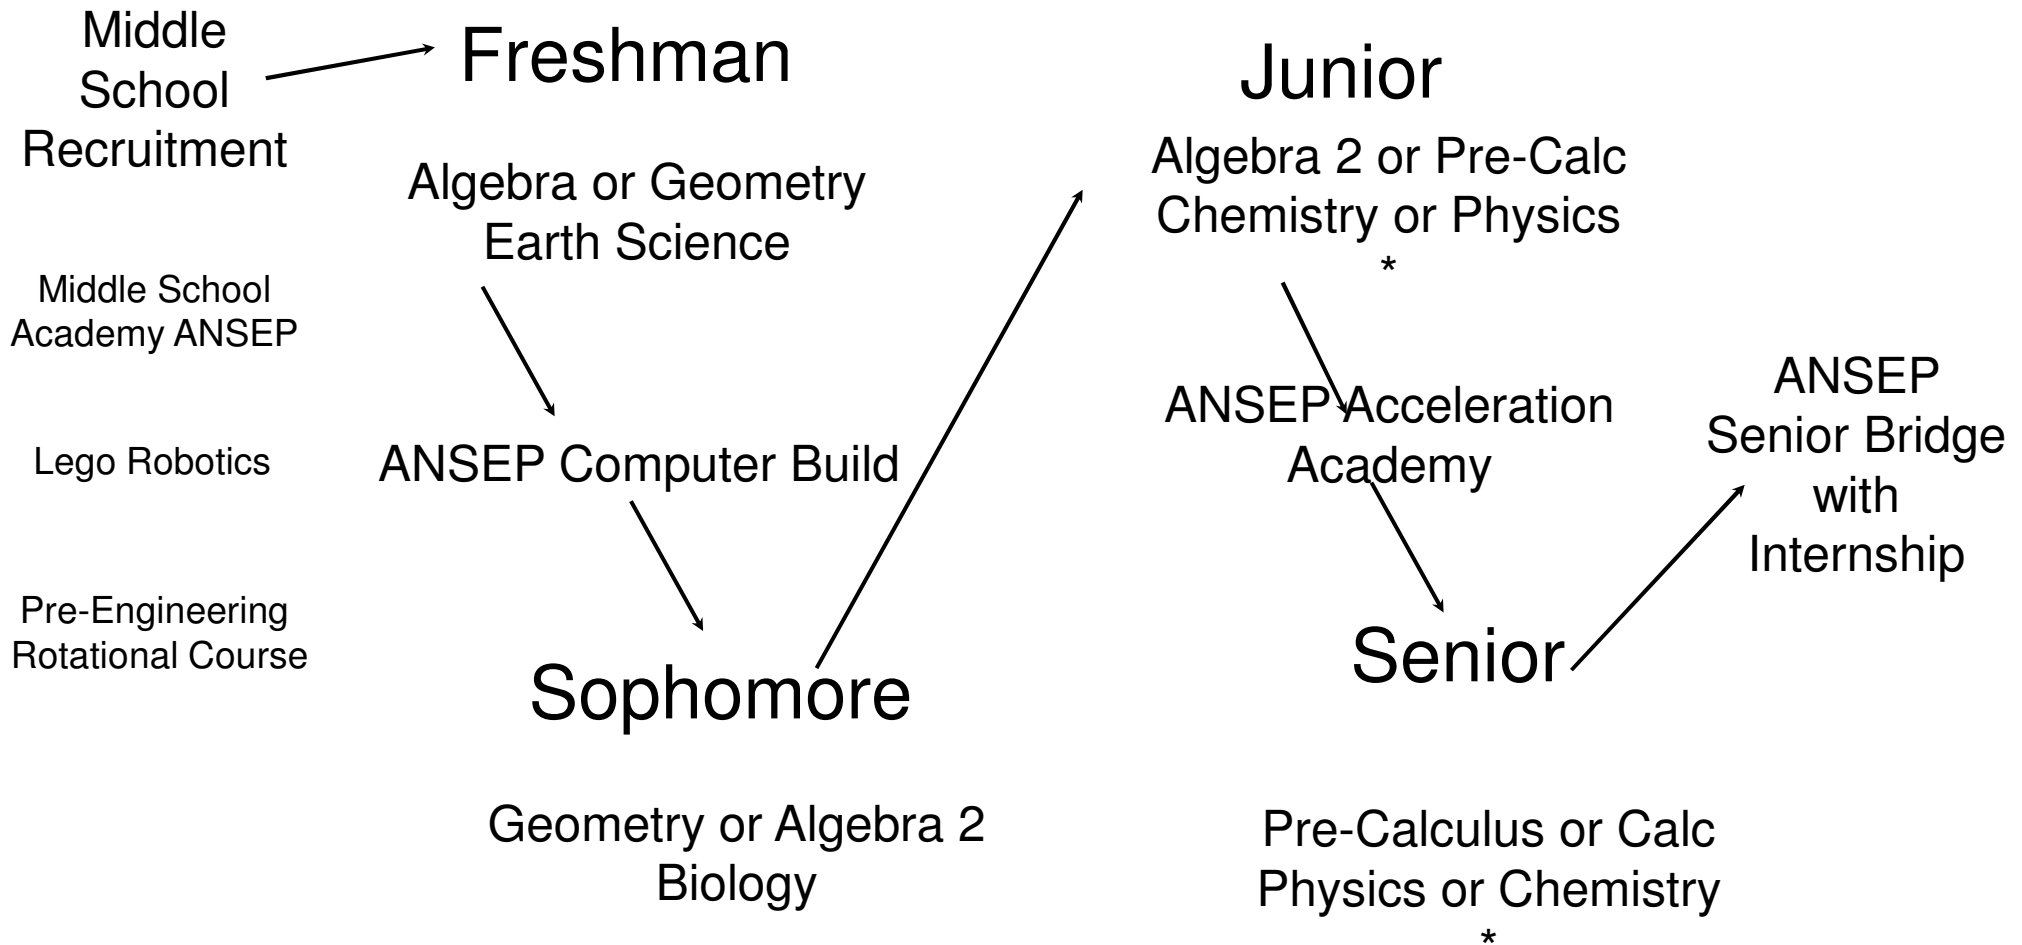 Middle
School
Recruitment
Middle School
Academy ANSEP
Lego Robotics
Pre-Engineering
Rotational Course
Freshman
Algebra or Geometry
Earth Science
ANSEP Computer Build
Sophomore
Geometry or Algebra 2
Biology
Junior
Algebra 2 or Pre-Calc
Chemistry or Physics
*
ANSEP Acceleration
Academy
Senior
Pre-Calculus or Calc
Physics or Chemistry
*
ANSEP
Senior Bridge
with
Internship